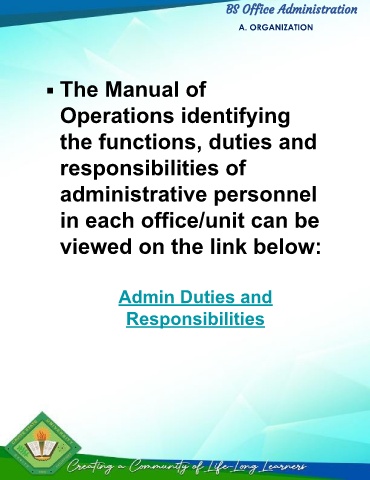 BS Office Administration
A. ORGANIZATION
▪ The Manual of
Operations identifying
the functions, duties and
responsibilities of
administrative personnel
in each office/unit can be
viewed on the link below:
Admin Duties and
Responsibilities
Creating a Community of Life-Long Learners